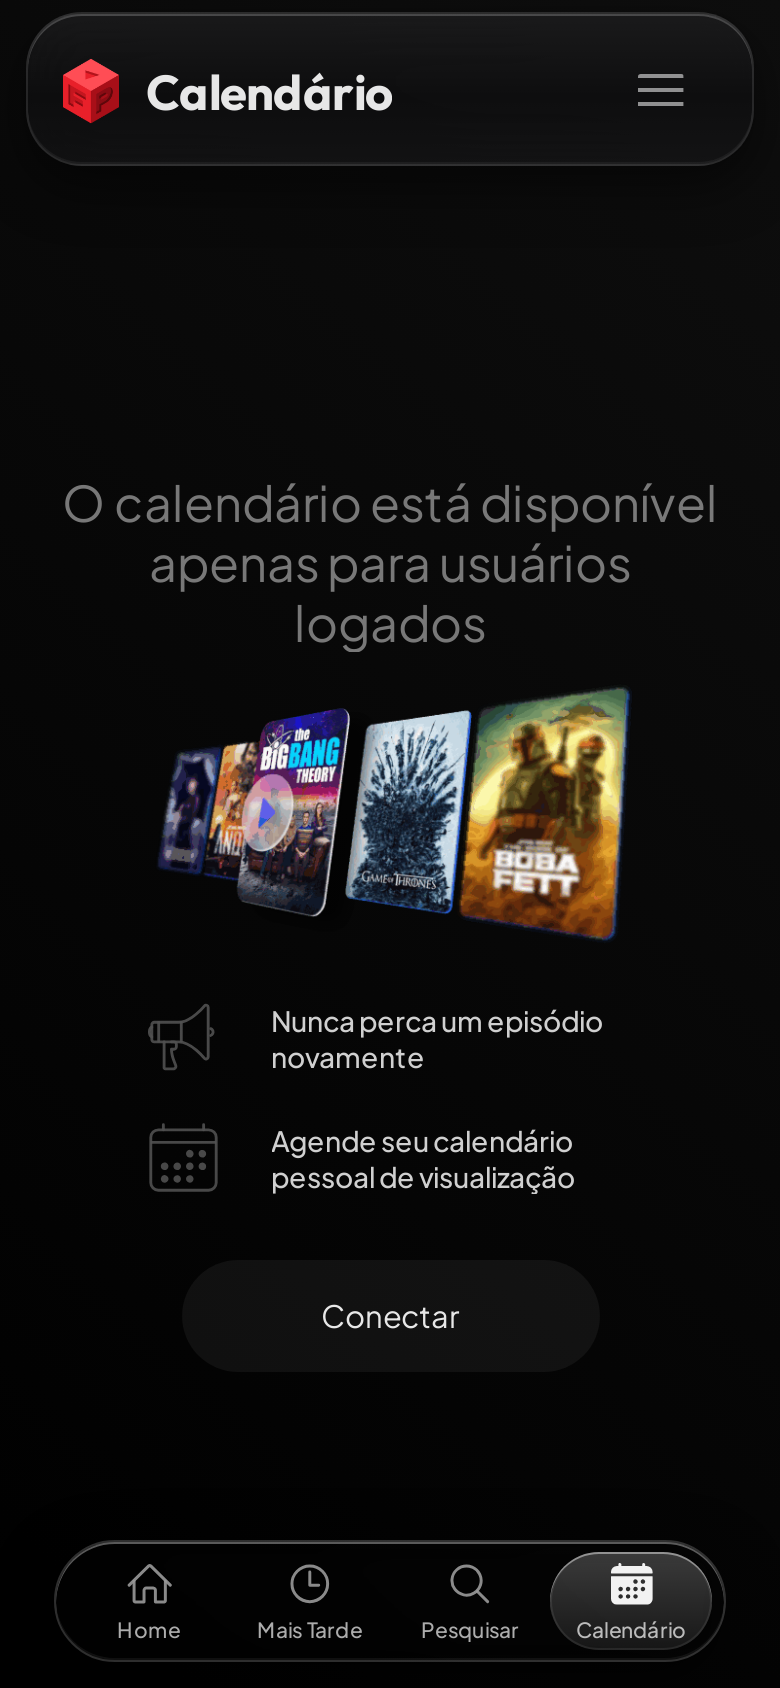 Calendário
O calendário está disponível
apenas para usuários
logados
the
BIG BANG
THEORY
GAME OF THRONES
BOBA
FETT
Nunca perca um episódio
novamente
Agende seu calendário
pessoal de visualização
Conectar
Home
Mais Tarde
Pesquisar
Calendário